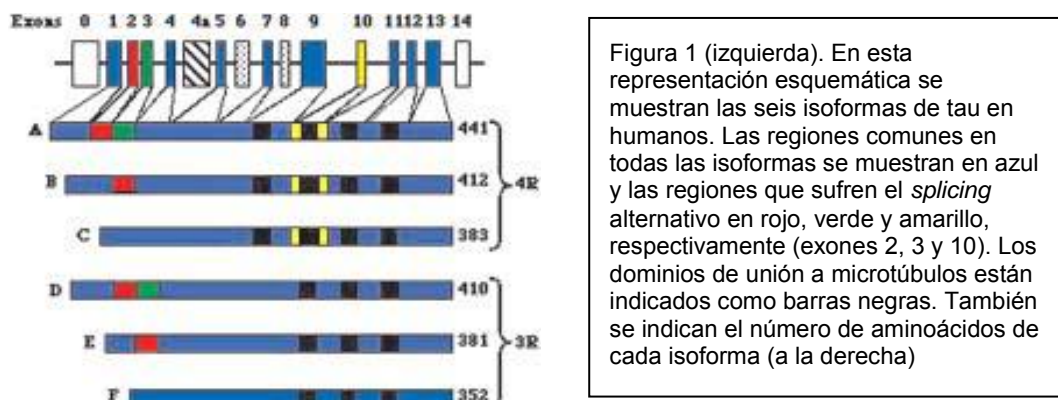 Exons 0 1 2 3 4 4a 5 6 7 8 9 10 11 12 13 14
A 441
B 412 4R
C 383
D 410
E 381 3R
F 352
Figura 1 (izquierda). En esta
representación esquemática se
muestran las seis isoformas de tau en
humanos. Las regiones comunes en
todas las isoformas se muestran en azul
y las regiones que sufren el splicing
alternativo en rojo, verde y amarillo,
respectivamente (exones 2, 3 y 10). Los
dominios de unión a microtúbulos están
indicados como barras negras. También
se indican el número de aminoácidos de
cada isoforma (a la derecha)